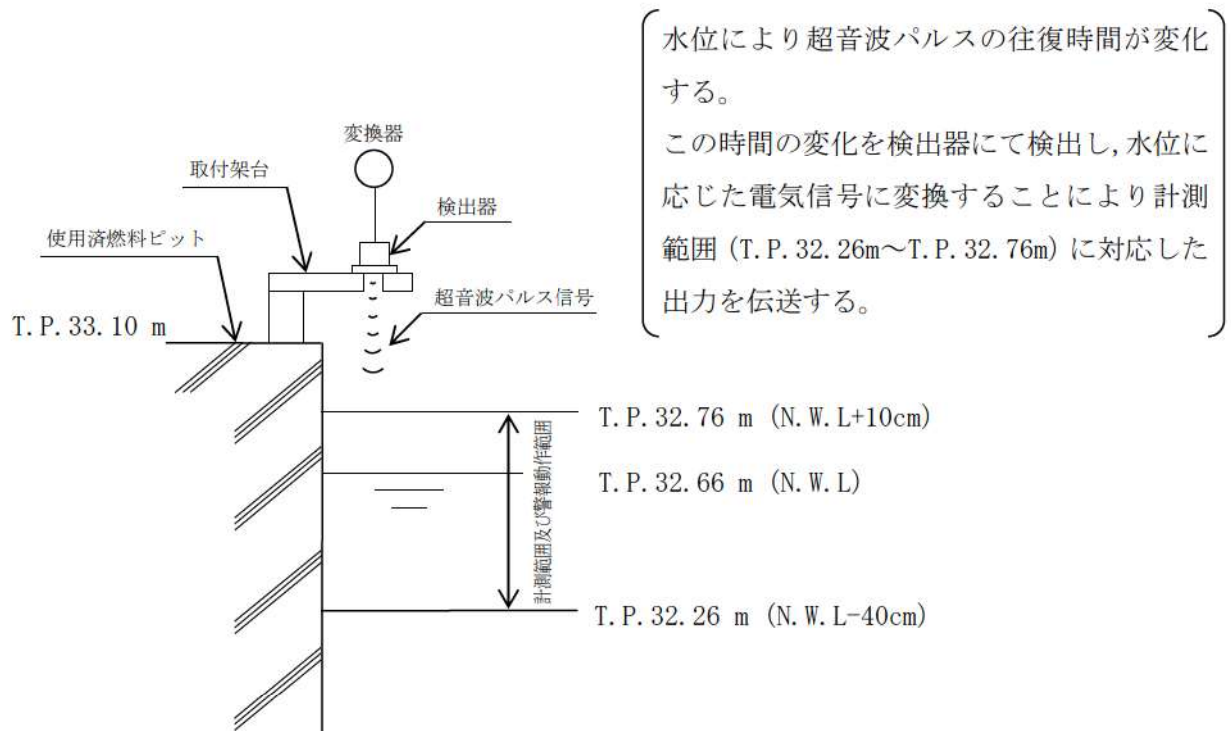 水位により超音波パルスの往復時間が変化
する。
この時間の変化を検出器にて検出し,水位に
応じた電気信号に変換することにより計測
範囲(T.P.32.26m～T.P.32.76m)に対応した
出力を伝送する。
変換器
取付架台
検出器
使用済燃料ピット
超音波パルス信号
T.P.33.10 m
T.P.32.76 m (N.W.L+10cm)
T.P.32.66 m (N.W.L)
計測範囲及び警報動作範囲
T.P.32.26 m (N.W.L-40cm)